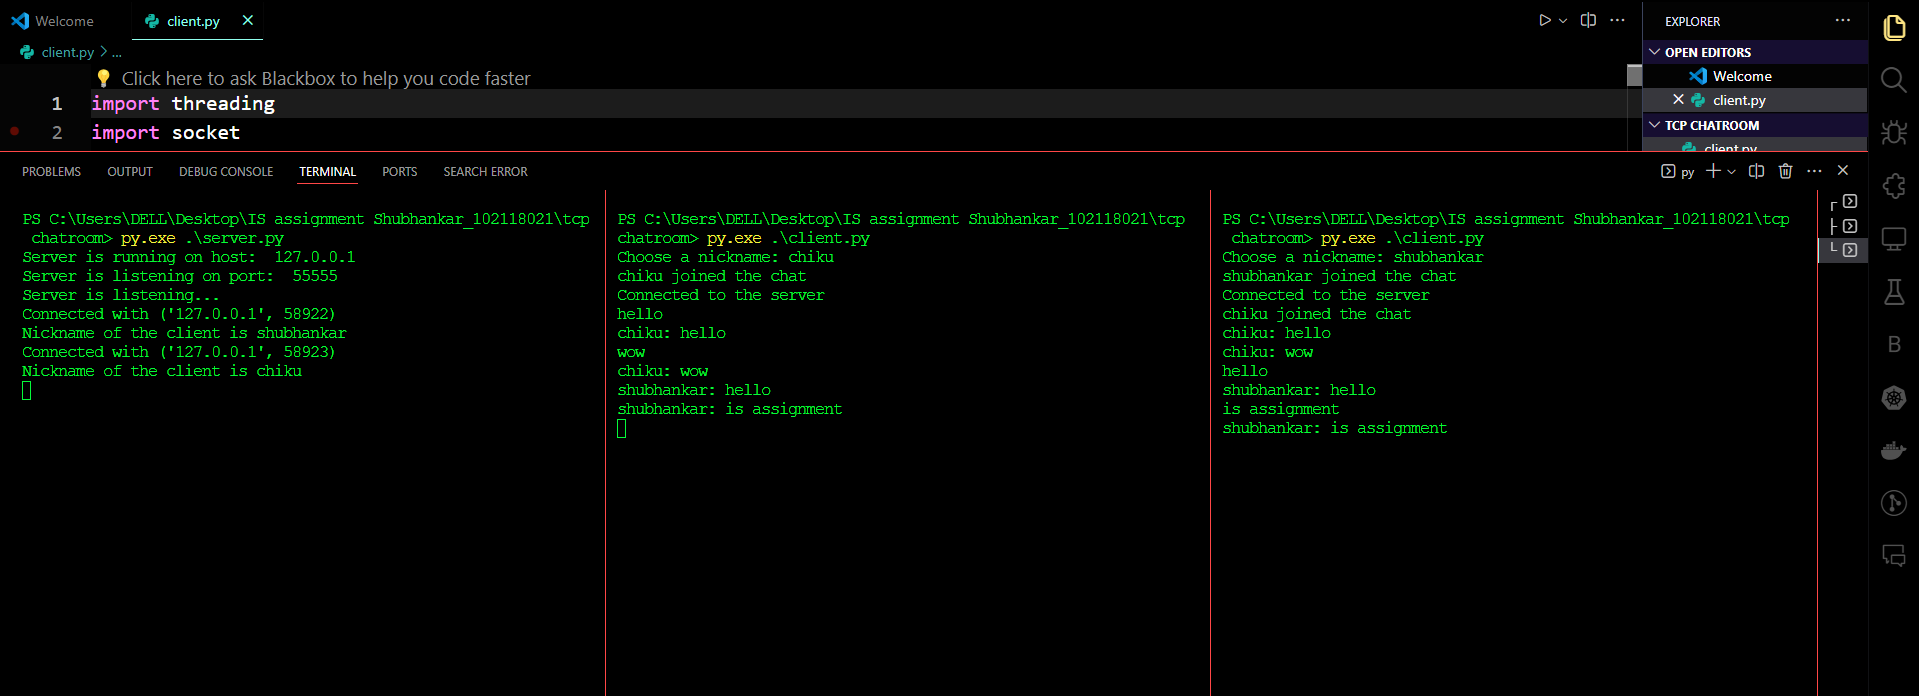 Welcome
client.py
EXPLORER
client.py > ...
OPEN EDITORS
Click here to ask Blackbox to help you code faster
Welcome
1 import threading
client.py
2 import socket
TCP CHATROOM
client.py
PROBLEMS OUTPUT DEBUG CONSOLE TERMINAL PORTS SEARCH ERROR
py
PS C:\Users\DELL\Desktop\IS assignment Shubhankar_102118021\tcp
chatroom> py.exe .\server.py
Server is running on host:  127.0.0.1
Server is listening on port:  55555
Server is listening...
Connected with ('127.0.0.1', 58922)
Nickname of the client is shubhankar
Connected with ('127.0.0.1', 58923)
Nickname of the client is chiku
PS C:\Users\DELL\Desktop\IS assignment Shubhankar_102118021\tcp
chatroom> py.exe .\client.py
Choose a nickname: chiku
chiku joined the chat
Connected to the server
hello
chiku: hello
wow
chiku: wow
shubhankar: hello
shubhankar: is assignment
PS C:\Users\DELL\Desktop\IS assignment Shubhankar_102118021\tcp
chatroom> py.exe .\client.py
Choose a nickname: shubhankar
shubhankar joined the chat
Connected to the server
chiku joined the chat
chiku: hello
chiku: wow
hello
shubhankar: hello
is assignment
shubhankar: is assignment
B